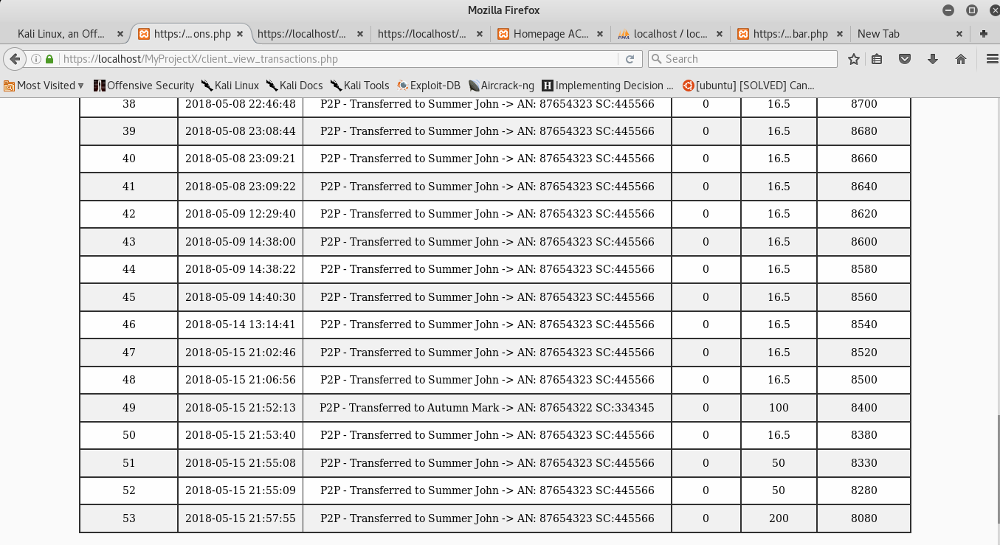 Mozilla Firefox
Kali Linux, an Off... https:/...ons.php https://localhost/... https://localhost/... Homepage AC... localhost / loc... https:/...bar.php New Tab
https://localhost/MyProjectX/client_view_transactions.php Search
Most Visited Offensive Security Kali Linux Kali Docs Kali Tools Exploit-DB Aircrack-ng Implementing Decision ... [ubuntu] [SOLVED] Can...
38 2018-05-08 22:46:48 P2P - Transferred to Summer John -> AN: 87654323 SC:445566 0 16.5 8700
39 2018-05-08 23:08:44 P2P - Transferred to Summer John -> AN: 87654323 SC:445566 0 16.5 8680
40 2018-05-08 23:09:21 P2P - Transferred to Summer John -> AN: 87654323 SC:445566 0 16.5 8660
41 2018-05-08 23:09:22 P2P - Transferred to Summer John -> AN: 87654323 SC:445566 0 16.5 8640
42 2018-05-09 12:29:40 P2P - Transferred to Summer John -> AN: 87654323 SC:445566 0 16.5 8620
43 2018-05-09 14:38:00 P2P - Transferred to Summer John -> AN: 87654323 SC:445566 0 16.5 8600
44 2018-05-09 14:38:22 P2P - Transferred to Summer John -> AN: 87654323 SC:445566 0 16.5 8580
45 2018-05-09 14:40:30 P2P - Transferred to Summer John -> AN: 87654323 SC:445566 0 16.5 8560
46 2018-05-14 13:14:41 P2P - Transferred to Summer John -> AN: 87654323 SC:445566 0 16.5 8540
47 2018-05-15 21:02:46 P2P - Transferred to Summer John -> AN: 87654323 SC:445566 0 16.5 8520
48 2018-05-15 21:06:56 P2P - Transferred to Summer John -> AN: 87654323 SC:445566 0 16.5 8500
49 2018-05-15 21:52:13 P2P - Transferred to Autumn Mark -> AN: 87654322 SC:334345 0 100 8400
50 2018-05-15 21:53:40 P2P - Transferred to Summer John -> AN: 87654323 SC:445566 0 16.5 8380
51 2018-05-15 21:55:08 P2P - Transferred to Summer John -> AN: 87654323 SC:445566 0 50 8330
52 2018-05-15 21:55:09 P2P - Transferred to Summer John -> AN: 87654323 SC:445566 0 50 8280
53 2018-05-15 21:57:55 P2P - Transferred to Summer John -> AN: 87654323 SC:445566 0 200 8080